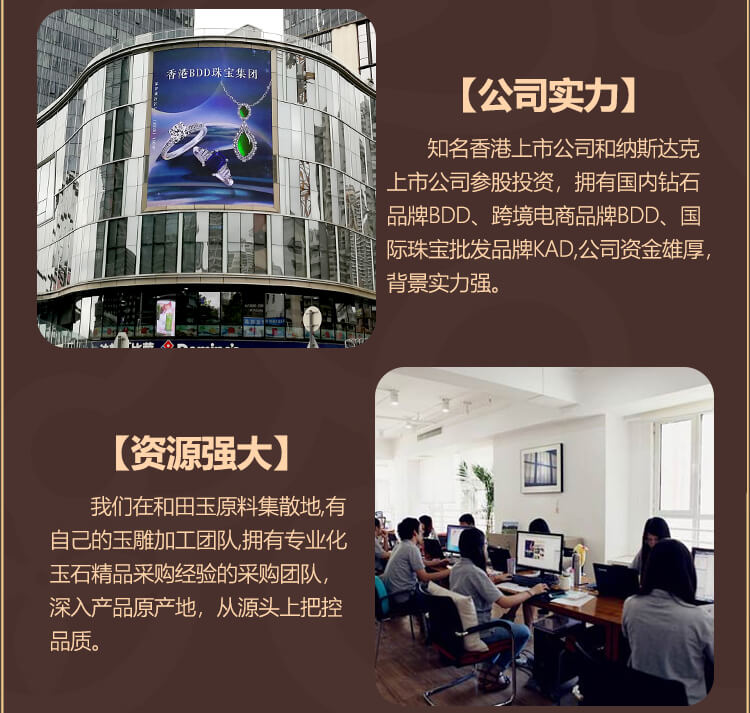 香港BDD珠宝集团
【公司实力】
知名香港上市公司和纳斯达克
上市公司参股投资，拥有国内钻石
品牌BDD、跨境电商品牌BDD、国
际珠宝批发品牌KAD,公司资金雄厚，
背景实力强。
Domino's
【资源强大】
我们在和田玉原料集散地,有
自己的玉雕加工团队,拥有专业化
玉石精品采购经验的采购团队，
深入产品原产地，从源头上把控
品质。